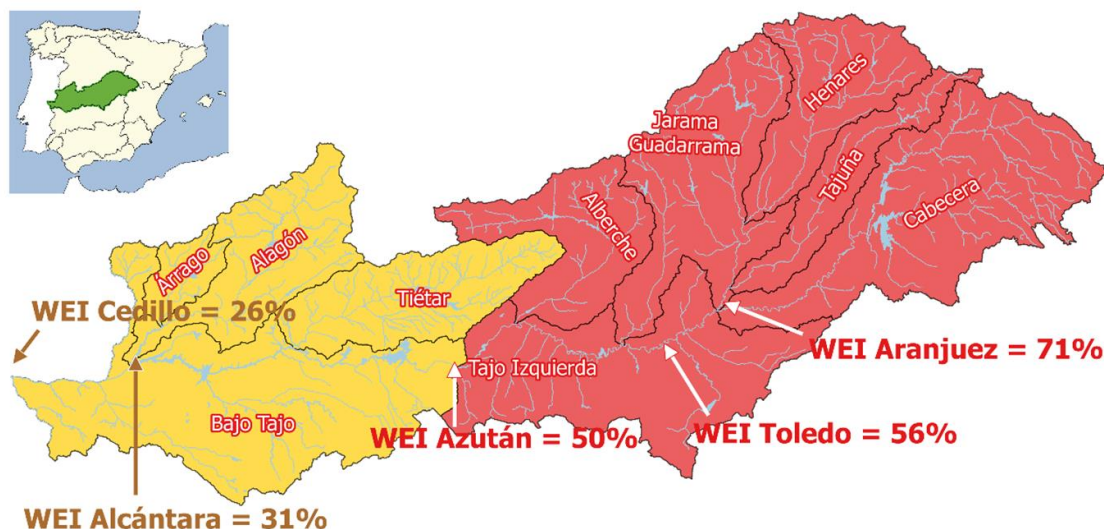 Henares
Jarama
Guadarrama
Tajuña
Cabecera
Alberche
Alagón
Árrago
Tiétar
WEI Cedillo = 26%
WEI Aranjuez = 71%
Tajo Izquierda
Bajo Tajo
WEI Azután = 50%
WEI Toledo = 56%
WEI Alcántara = 31%